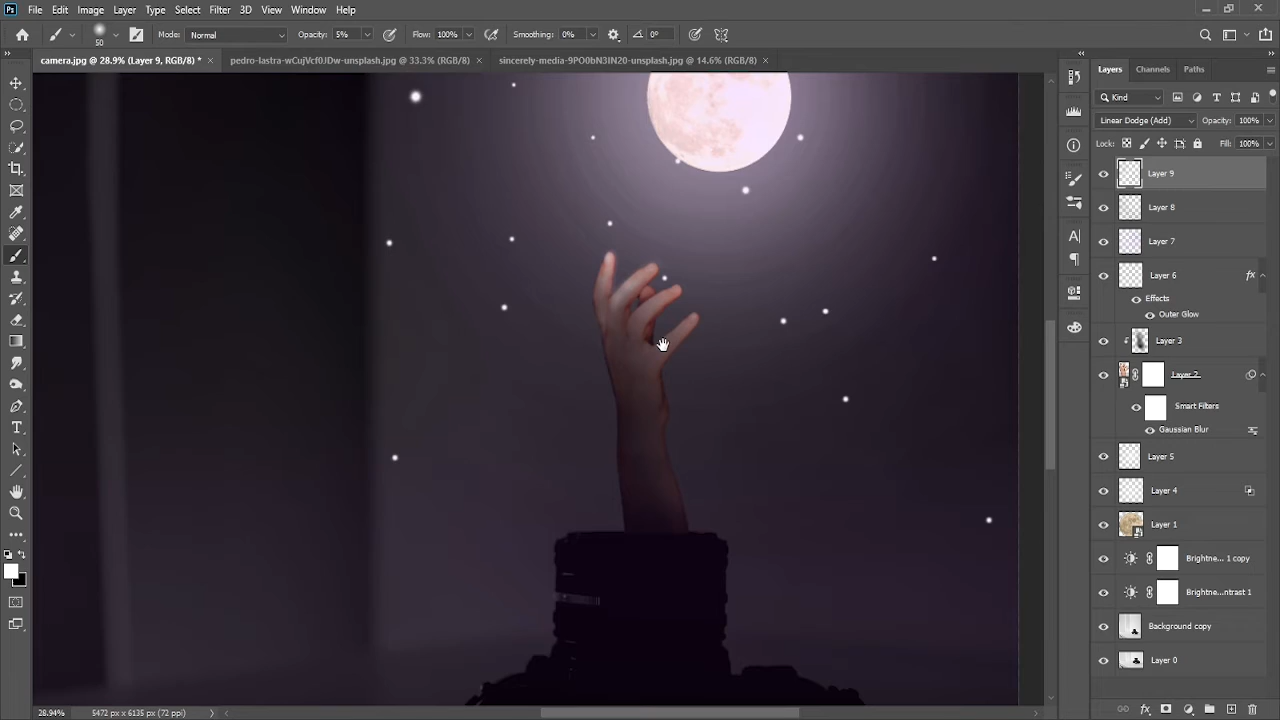 Ps File Edit Image Layer Type Select Filter 3D View Window Help
50 Mode: Normal Opacity: 5% Flow: 100% Smoothing: 0% 0°
camera.jpg @ 28.9% (Layer 9, RGB/8) * × pedro-lastra-wCujVcf0JDw-unsplash.jpg @ 33.3% (RGB/8) × sincerely-media-9PO0bN3IN20-unsplash.jpg @ 14.6% (RGB/8) ×
Layers Channels Paths
Kind
Linear Dodge (Add) Opacity: 100%
Lock: Fill: 100%
Layer 9
Layer 8
Layer 7
Layer 6 fx
Effects
Outer Glow
Layer 3
Layer 2
Smart Filters
Gaussian Blur
Layer 5
Layer 4
Layer 1
Brightne... 1 copy
Brightne...ntrast 1
Background copy
Layer 0
28.94% 5472 px x 6135 px (72 ppi)